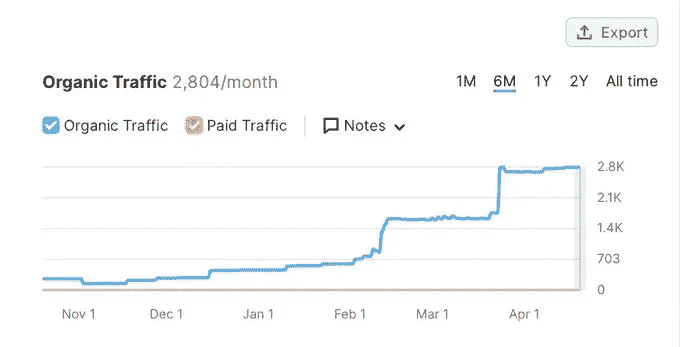 Export
Organic Traffic 2,804/month 1M 6M 1Y 2Y All time
Organic Traffic Paid Traffic Notes
2.8K
2.1K
1.4K
703
0
Nov 1 Dec 1 Jan 1 Feb 1 Mar 1 Apr 1